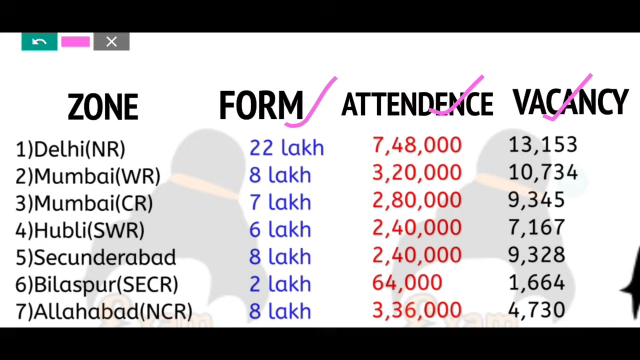 ZONE FORM ATTENDENCE VACANCY
1)Delhi(NR) 22 lakh 7,48,000 13,153
2)Mumbai(WR) 8 lakh 3,20,000 10,734
3)Mumbai(CR) 7 lakh 2,80,000 9,345
4)Hubli(SWR) 6 lakh 2,40,000 7,167
5)Secunderabad 8 lakh 2,40,000 9,328
6)Bilaspur(SECR) 2 lakh 64,000 1,664
7)Allahabad(NCR) 8 lakh 3,36,000 4,730